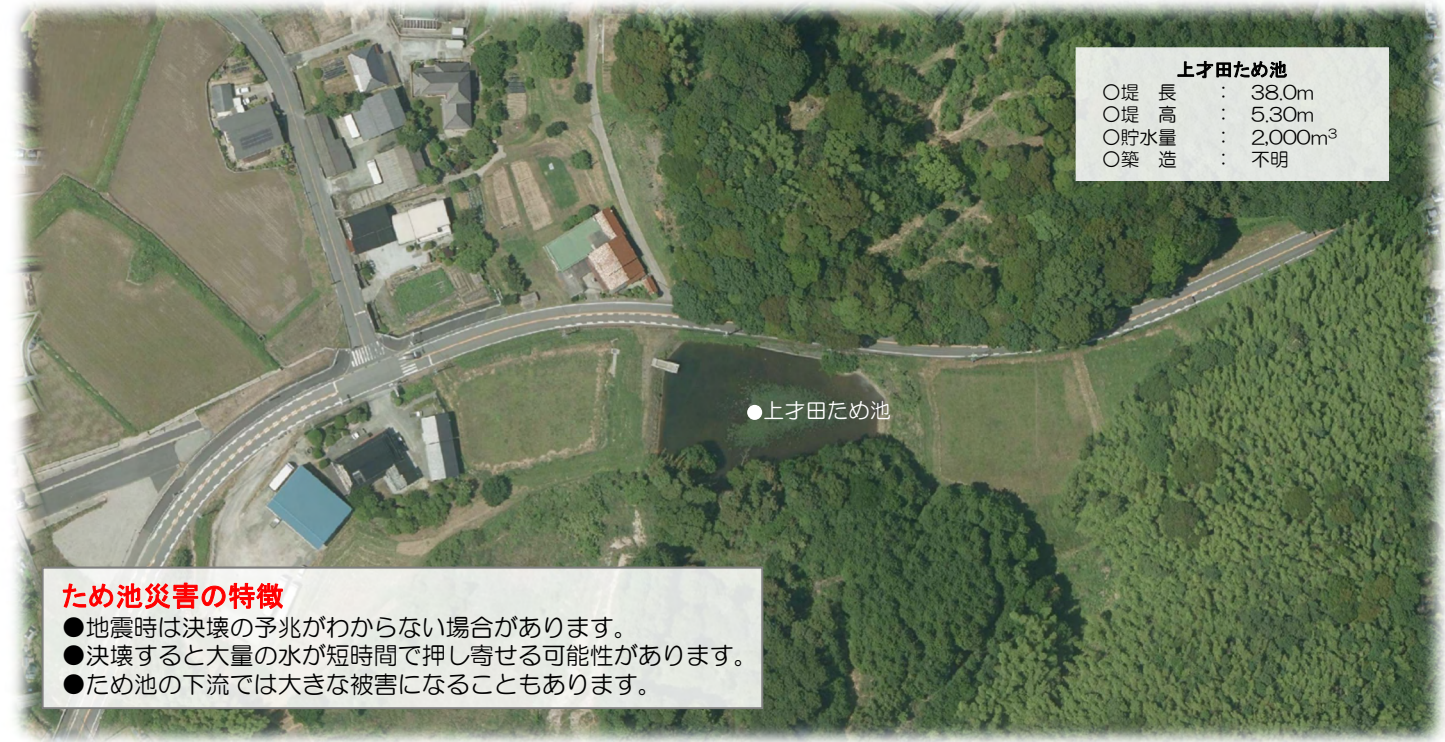 上才田ため池
○堤　長　：　38.0m
○堤　高　：　5.30m
○貯水量　：　2,000m³
○築　造　：　不明
●上才田ため池
ため池災害の特徴
●地震時は決壊の予兆がわからない場合があります。
●決壊すると大量の水が短時間で押し寄せる可能性があります。
●ため池の下流では大きな被害になることもあります。